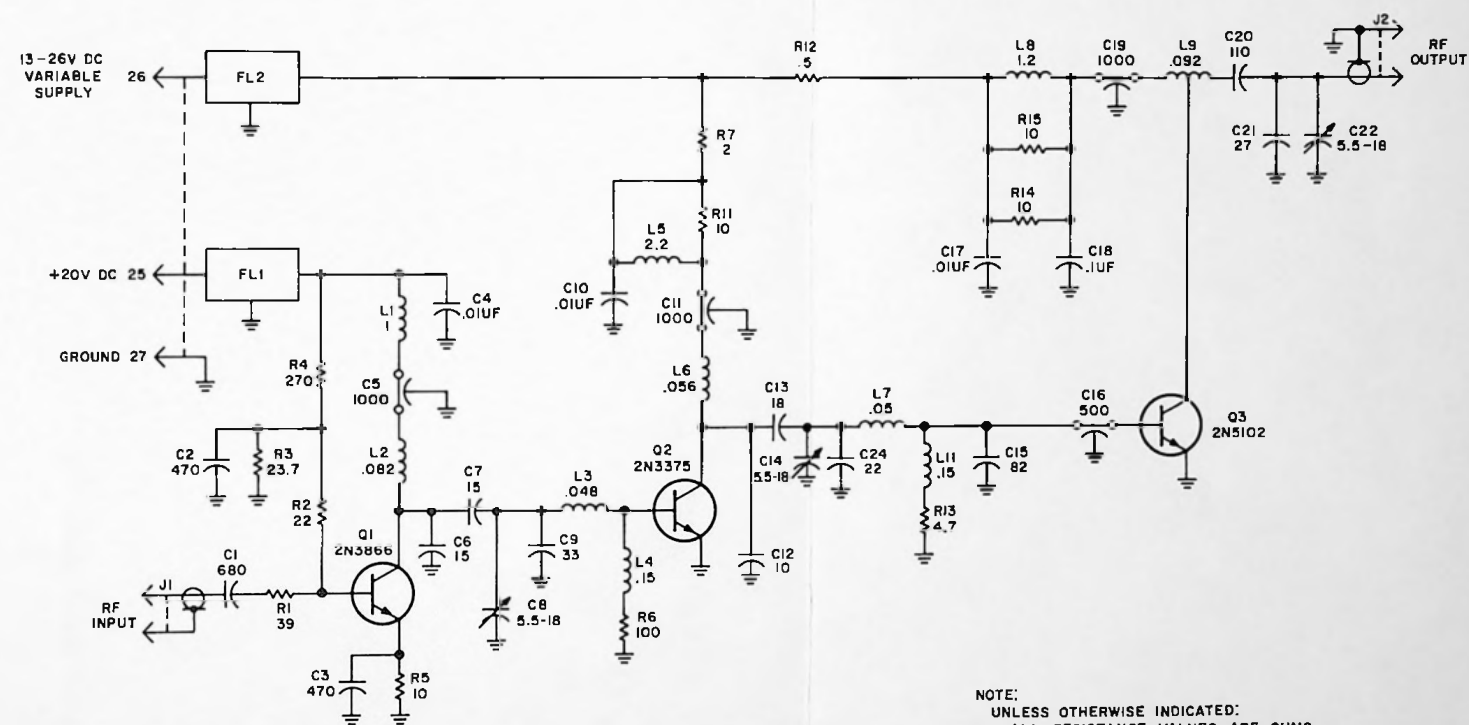 13-26V DC
VARIABLE
SUPPLY
26
FL2
R12
.5
L8
1.2
C19
1000
L9
.092
C20
110
J2
RF
OUTPUT
R7
2
R15
10
C21
27
C22
5.5-18
R14
10
R11
10
L5
2.2
C10
.01UF
C11
1000
C17
.01UF
C18
.1UF
+20V DC 25
FL1
C4
.01UF
L1
1
GROUND 27
R4
270
C5
1000
L6
.056
C13
18
L7
.05
C16
500
Q3
2N5102
C2
470
R3
23.7
L2
.082
C7
15
L3
.048
Q2
2N3375
C14
5.5-18
C24
22
L11
.15
C15
82
R2
22
R13
4.7
Q1
2N3866
C6
15
C9
33
C12
10
C1
680
L4
.15
J1
RF
INPUT
R1
39
C8
5.5-18
R6
100
C3
470
R5
10
NOTE:
UNLESS OTHERWISE INDICATED:
RESISTANCE VALUES ARE OHMS